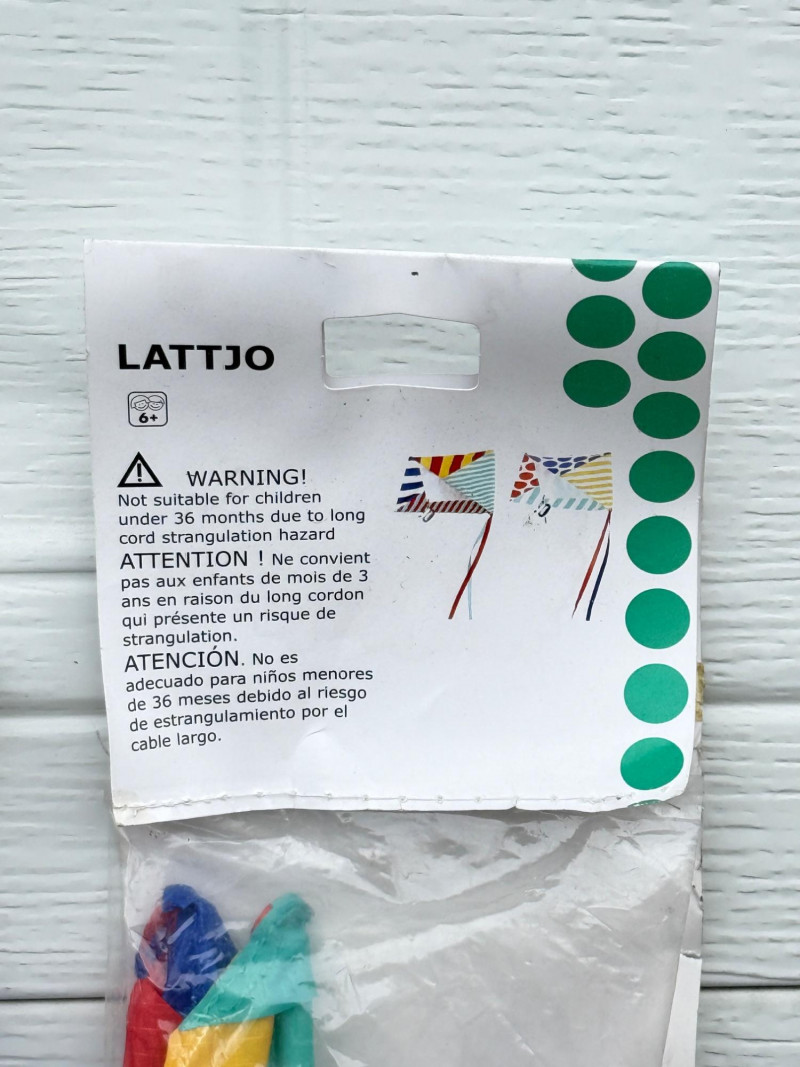 LATTJO
6+
WARNING!
Not suitable for children
under 36 months due to long
cord strangulation hazard
ATTENTION ! Ne convient
pas aux enfants de mois de 3
ans en raison du long cordon
qui présente un risque de
strangulation.
ATENCIÓN. No es
adecuado para niños menores
de 36 meses debido al riesgo
de estrangulamiento por el
cable largo.